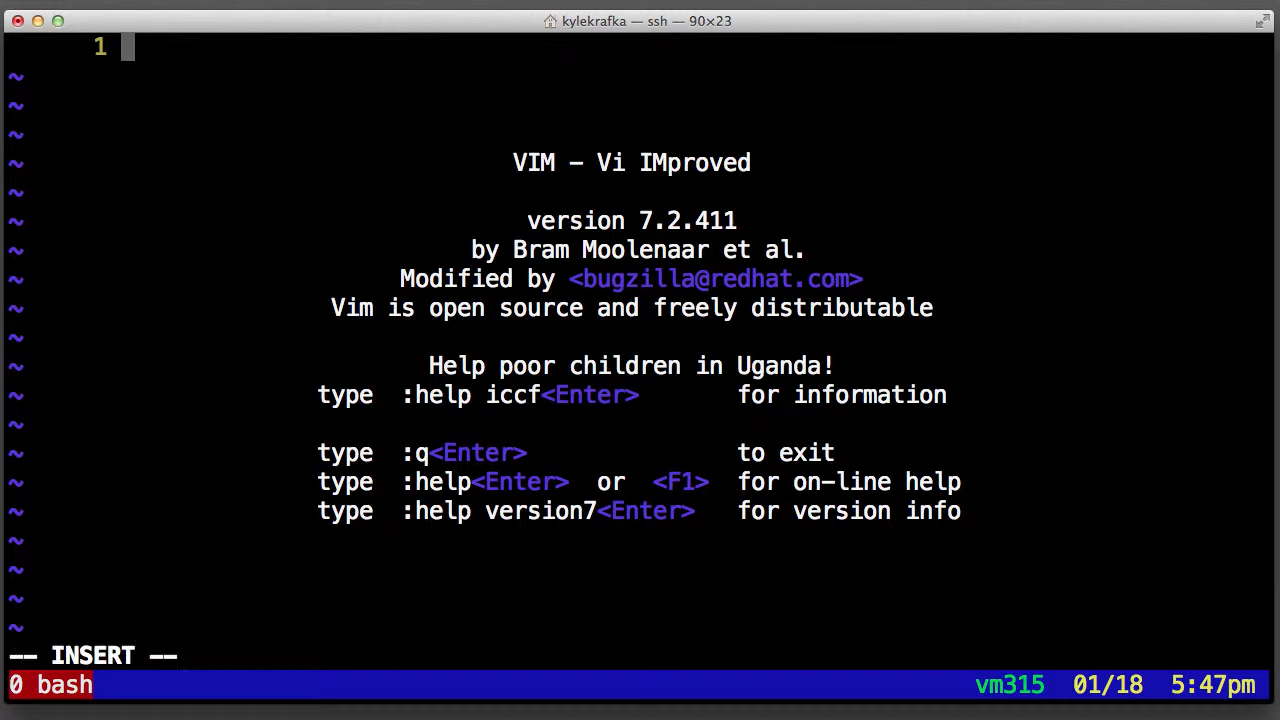 kylekrafka — ssh — 90×23
1
~
~
~
~ VIM – Vi IMproved
~
~ version 7.2.411
~ by Bram Moolenaar et al.
~ Modified by <bugzilla@redhat.com>
~ Vim is open source and freely distributable
~
~ Help poor children in Uganda!
~ type :help iccf<Enter> for information
~
~ type :q<Enter> to exit
~ type :help<Enter> or <F1> for on–line help
~ type :help version7<Enter> for version info
~
~
~
~
–– INSERT ––
0 bash vm315 01/18 5:47pm